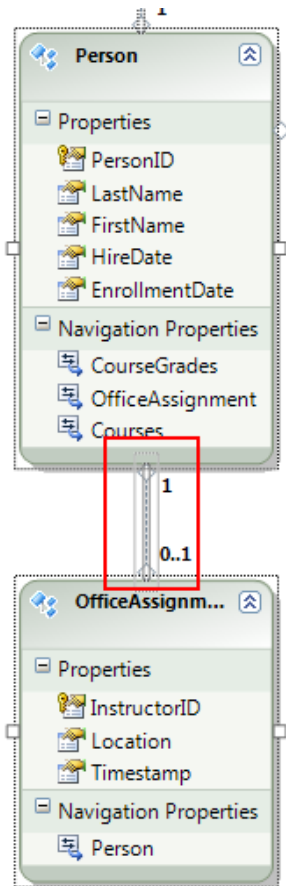 1
Person
Properties
PersonID
LastName
FirstName
HireDate
EnrollmentDate
Navigation Properties
CourseGrades
OfficeAssignment
Courses
1
0..1
OfficeAssignm...
Properties
InstructorID
Location
Timestamp
Navigation Properties
Person